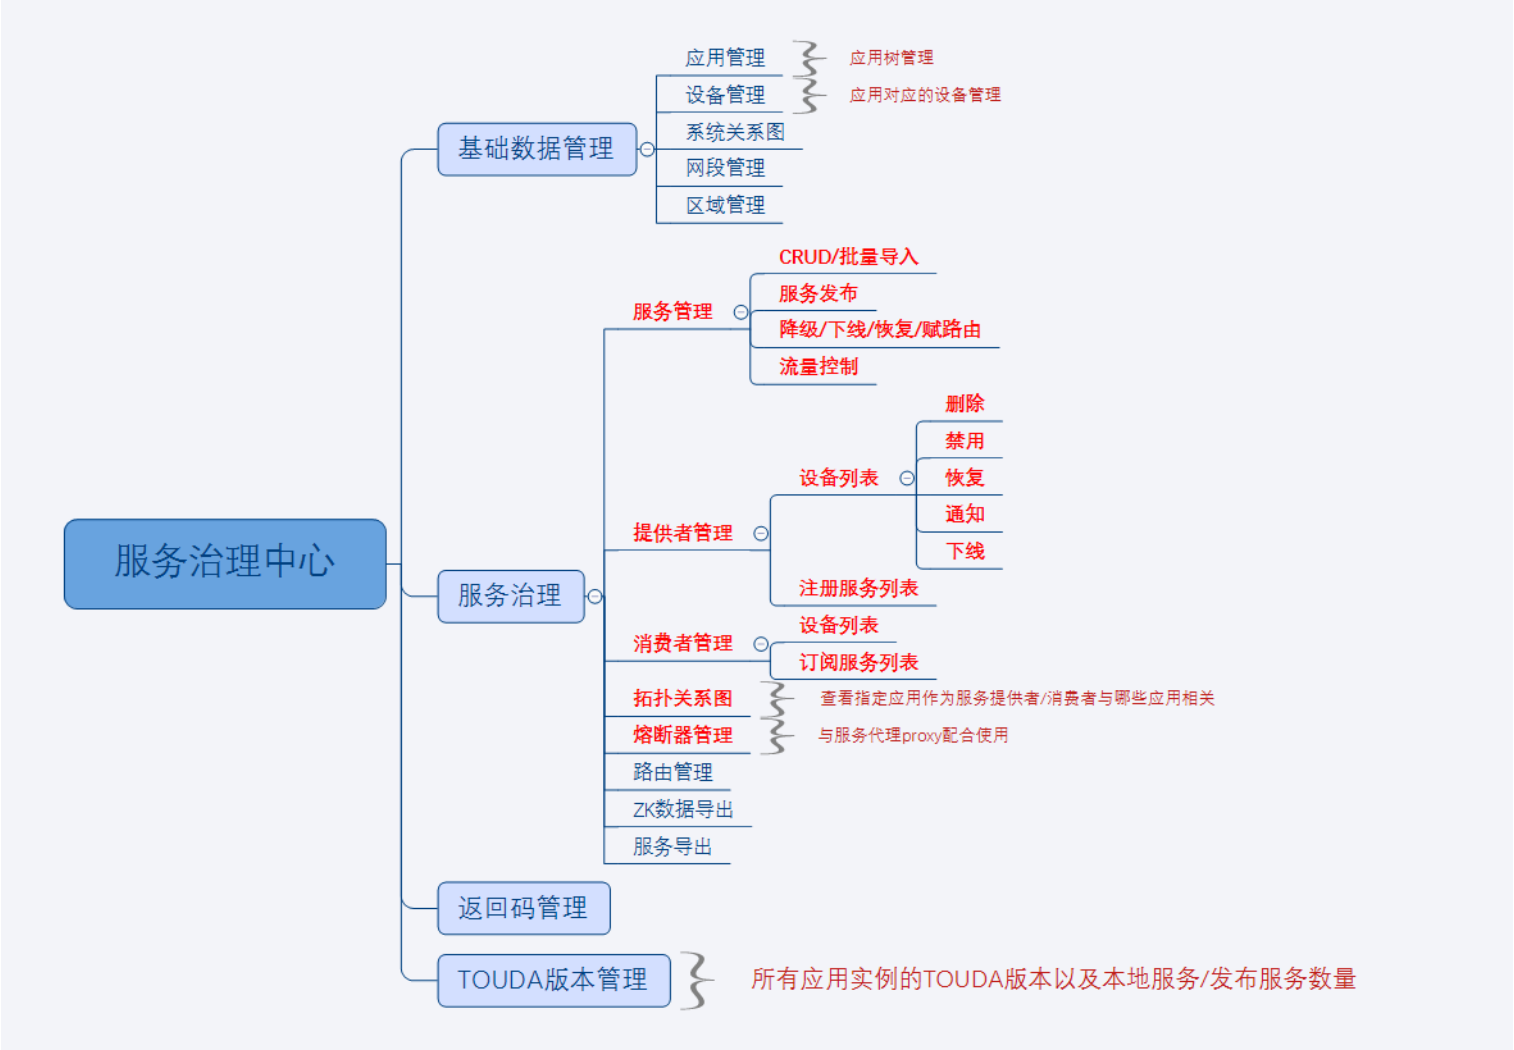 服务治理中心
基础数据管理
应用管理
应用树管理
设备管理
应用对应的设备管理
系统关系图
网段管理
区域管理
服务治理
服务管理
CRUD/批量导入
服务发布
降级/下线/恢复/赋路由
流量控制
提供者管理
设备列表
删除
禁用
恢复
通知
下线
注册服务列表
消费者管理
设备列表
订阅服务列表
拓扑关系图
查看指定应用作为服务提供者/消费者与哪些应用相关
熔断器管理
与服务代理proxy配合使用
路由管理
ZK数据导出
服务导出
返回码管理
TOUDA版本管理
所有应用实例的TOUDA版本以及本地服务/发布服务数量